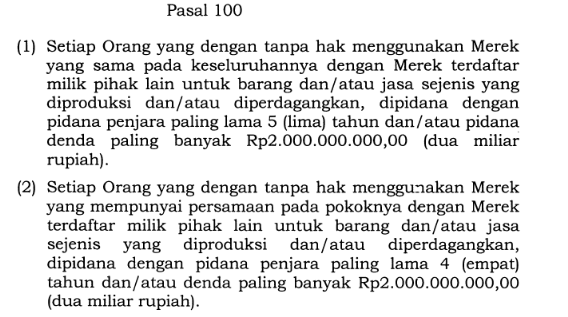 Pasal 100
(1) Setiap Orang yang dengan tanpa hak menggunakan Merek
yang sama pada keseluruhannya dengan Merek terdaftar
milik pihak lain untuk barang dan/atau jasa sejenis yang
diproduksi dan/atau diperdagangkan, dipidana dengan
pidana penjara paling lama 5 (lima) tahun dan/atau pidana
denda paling banyak Rp2.000.000.000,00 (dua miliar
rupiah).
(2) Setiap Orang yang dengan tanpa hak menggunakan Merek
yang mempunyai persamaan pada pokoknya dengan Merek
terdaftar milik pihak lain untuk barang dan/atau jasa
sejenis yang diproduksi dan/atau diperdagangkan,
dipidana dengan pidana penjara paling lama 4 (empat)
tahun dan/atau denda paling banyak Rp2.000.000.000,00
(dua miliar rupiah).